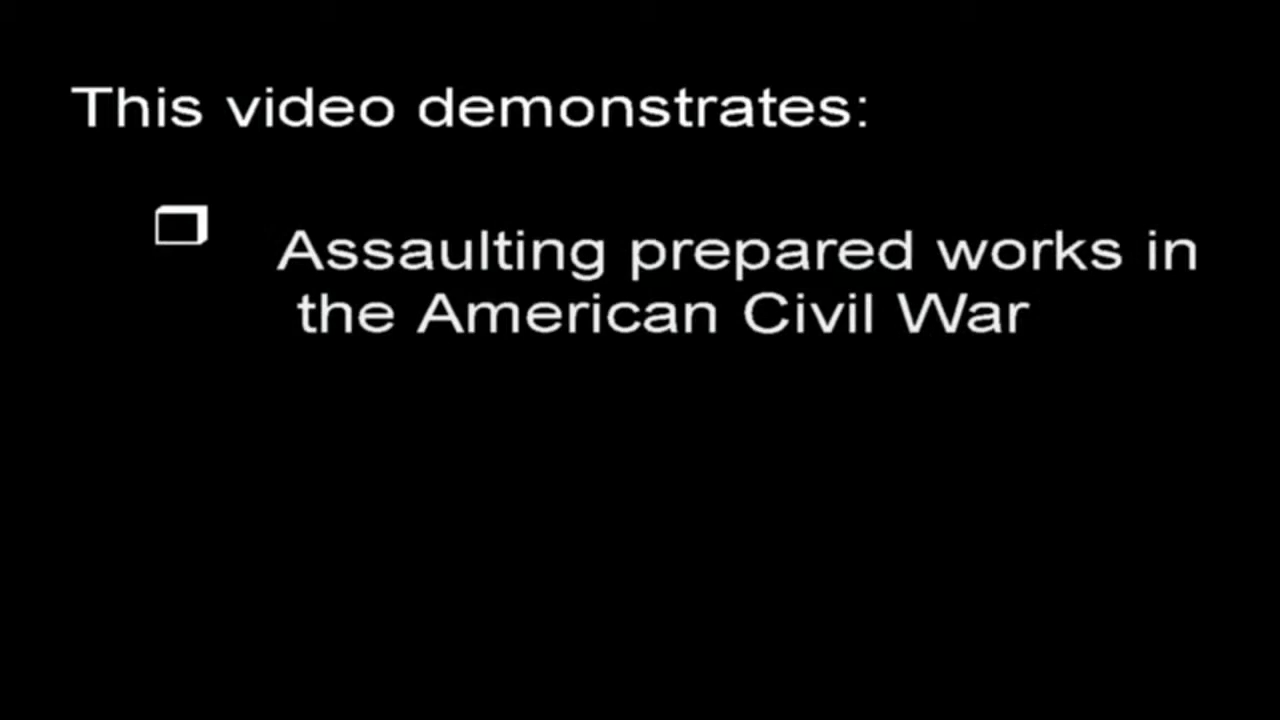 This video demonstrates:
❒ Assaulting prepared works in
the American Civil War